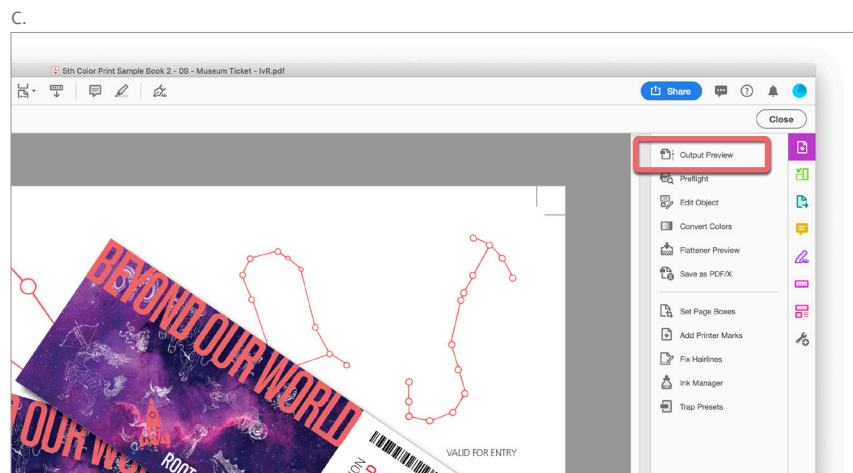 C.
5th Color Print Sample Book 2 - 09 - Museum Ticket - IvR.pdf
Share
Close
Output Preview
Preflight
Edit Object
Convert Colors
Flattener Preview
Save as PDF/X
Set Page Boxes
Add Printer Marks
Fix Hairlines
Ink Manager
Trap Presets
BEYOND OUR WORLD
ROOT
VALID FOR ENTRY